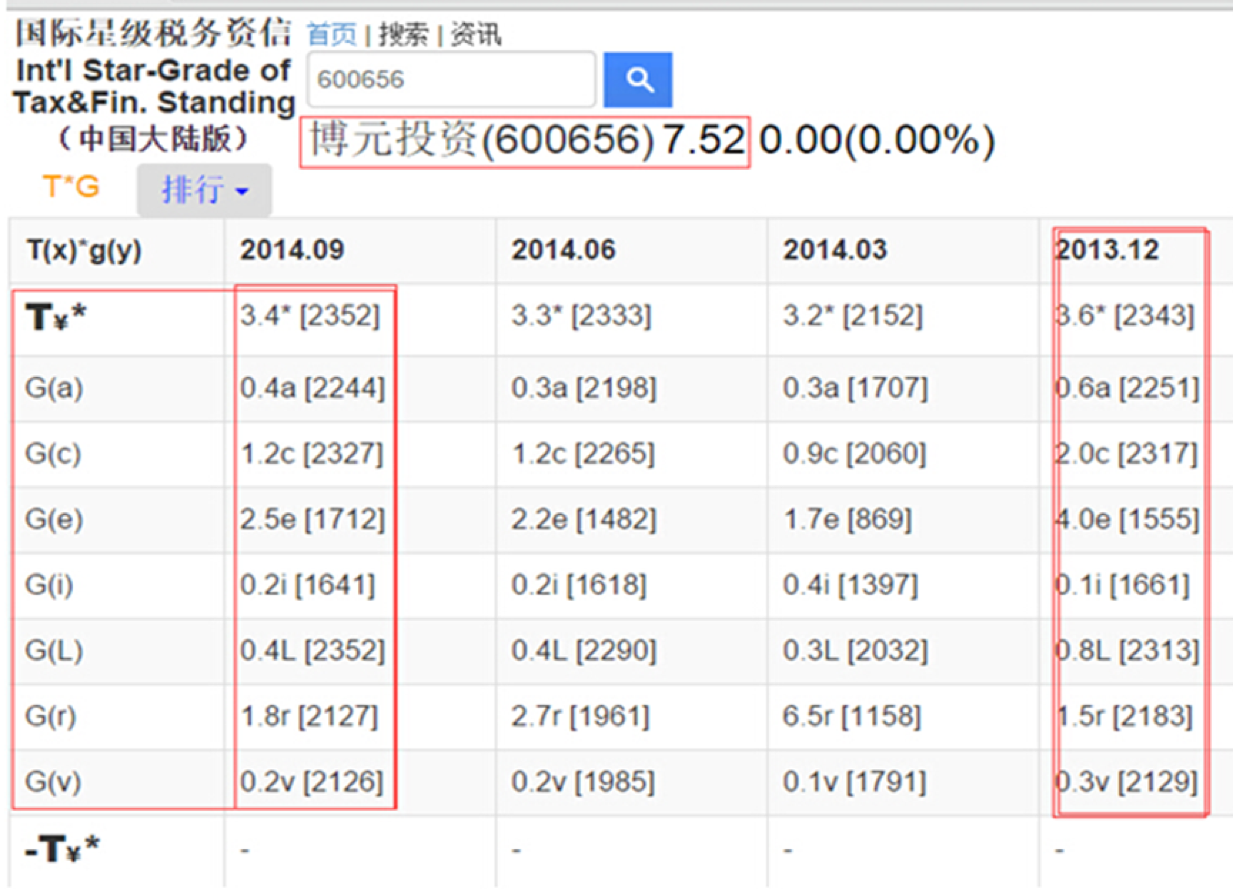 国际星级税务资信 首页 | 搜索 | 资讯
Int'l Star-Grade of
Tax&Fin. Standing
600656
（中国大陆版）
博元投资(600656) 7.52 0.00(0.00%)
T*G 排行
T(x)*g(y) 2014.09 2014.06 2014.03 2013.12
T¥* 3.4* [2352] 3.3* [2333] 3.2* [2152] 3.6* [2343]
G(a) 0.4a [2244] 0.3a [2198] 0.3a [1707] 0.6a [2251]
G(c) 1.2c [2327] 1.2c [2265] 0.9c [2060] 2.0c [2317]
G(e) 2.5e [1712] 2.2e [1482] 1.7e [869] 4.0e [1555]
G(i) 0.2i [1641] 0.2i [1618] 0.4i [1397] 0.1i [1661]
G(L) 0.4L [2352] 0.4L [2290] 0.3L [2032] 0.8L [2313]
G(r) 1.8r [2127] 2.7r [1961] 6.5r [1158] 1.5r [2183]
G(v) 0.2v [2126] 0.2v [1985] 0.1v [1791] 0.3v [2129]
-T¥* - - - -